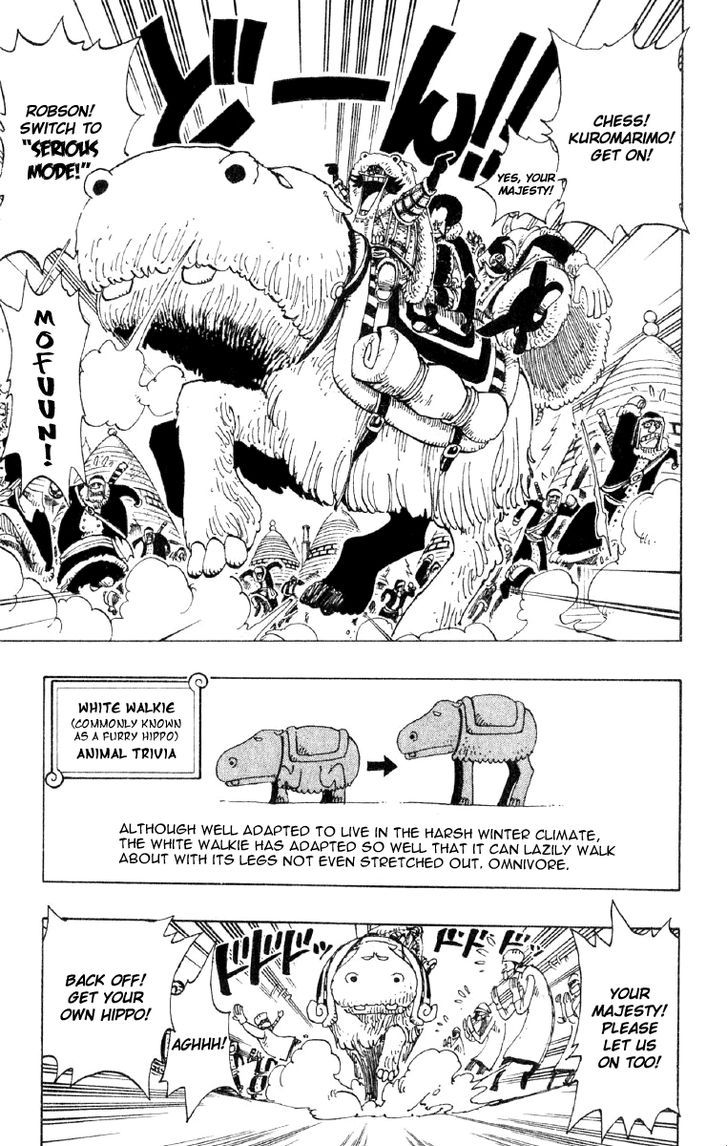 CHESS!
KUROMARIMO!
GET ON!
YES, YOUR
MAJESTY!
どーん!!
ROBSON!
SWITCH TO
"SERIOUS
MODE!"
MOFUUN!
WHITE WALKIE
(COMMONLY KNOWN
AS A FURRY HIPPO)
ANIMAL TRIVIA
ALTHOUGH WELL ADAPTED TO LIVE IN THE HARSH WINTER CLIMATE,
THE WHITE WALKIE HAS ADAPTED SO WELL THAT IT CAN LAZILY WALK
ABOUT WITH ITS LEGS NOT EVEN STRETCHED OUT. OMNIVORE.
YOUR
MAJESTY!
PLEASE
LET US
ON TOO!
ドドドッ
ドドドッ
BACK OFF!
GET YOUR
OWN HIPPO!
AGHHH!